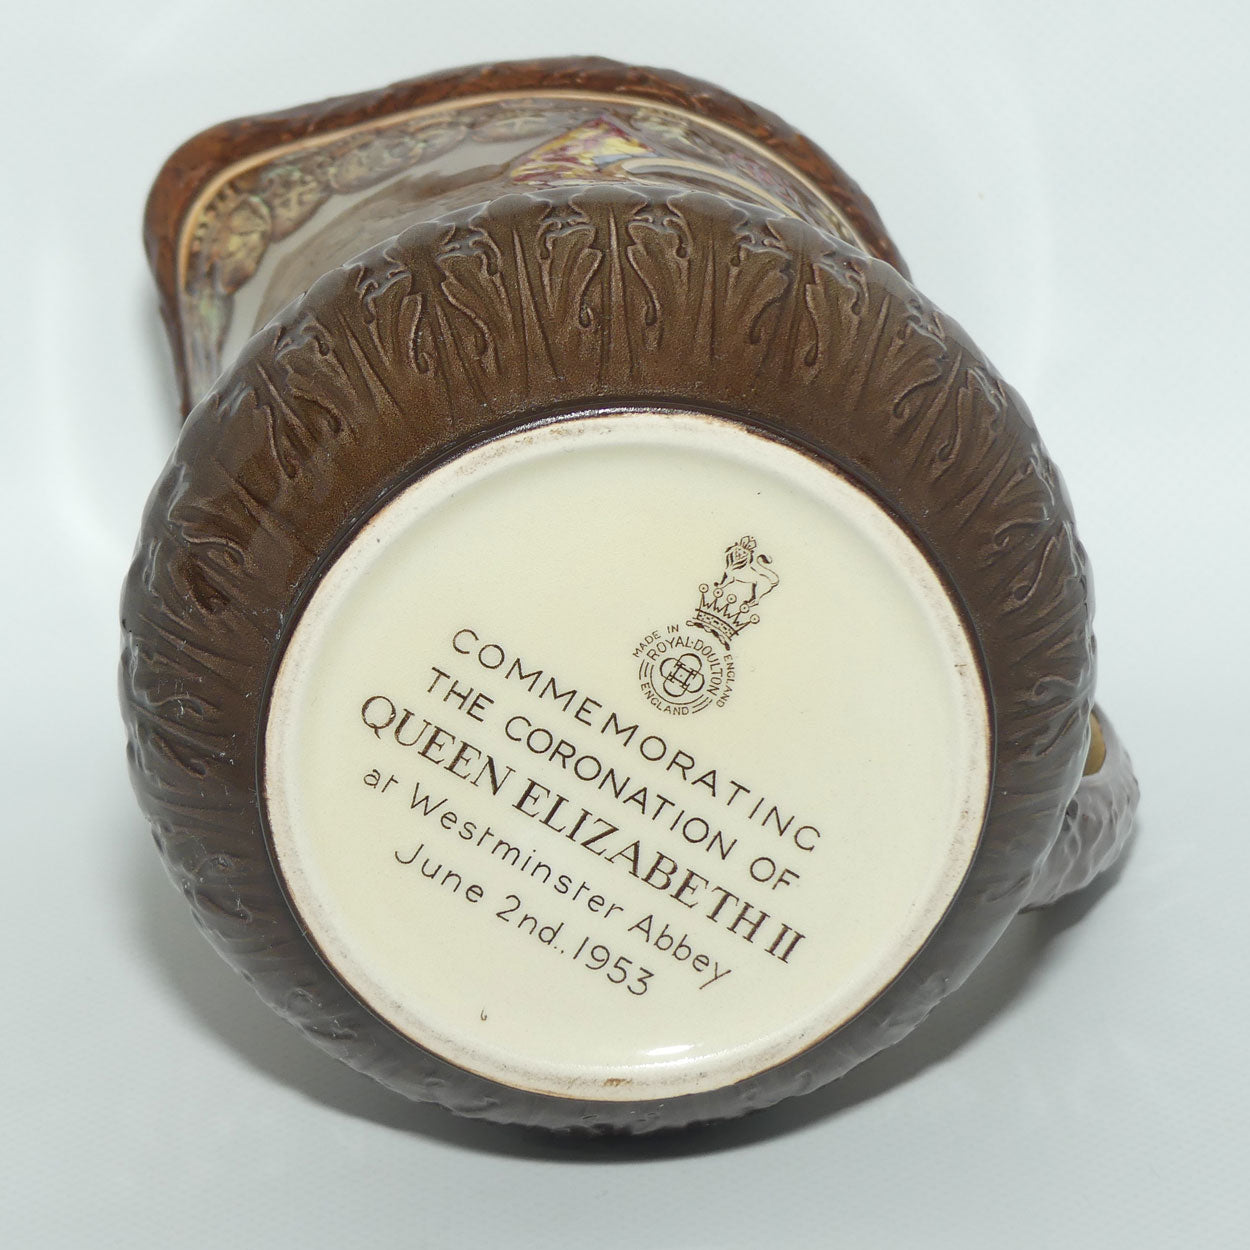 MADE IN ENGLAND
ROYAL·DOULTON
ENGLAND
COMMEMORATING
THE CORONATION OF
QUEEN ELIZABETH II
at Westminster Abbey
June 2nd., 1953